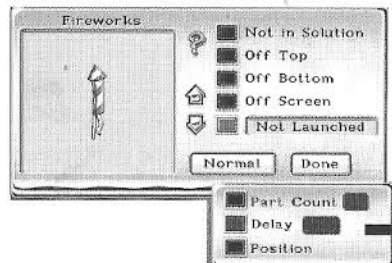 Fireworks
Not in Solution
Off Top
Off Bottom
Off Screen
Not Launched
Normal
Done
Part Count
Delay
Position